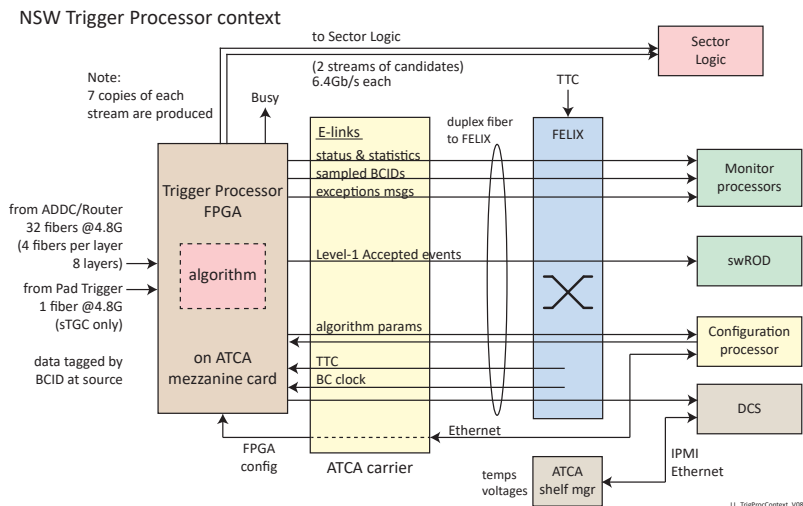 NSW Trigger Processor context
to Sector Logic
(2 streams of candidates)
6.4Gb/s each
Sector
Logic
Note:
7 copies of each
stream are produced
Busy
TTC
E-links
duplex fiber
to FELIX
FELIX
status & statistics
sampled BCIDs
exceptions msgs
Monitor
processors
Trigger Processor
FPGA
from ADDC/Router
32 fibers @4.8G
(4 fibers per layer
8 layers)
algorithm
Level-1 Accepted events
swROD
from Pad Trigger
1 fiber @4.8G
(sTGC only)
algorithm params
Configuration
processor
data tagged by
BCID at source
on ATCA
mezzanine card
TTC
BC clock
DCS
Ethernet
FPGA
config
ATCA carrier
temps
voltages
ATCA
shelf mgr
IPMI
Ethernet
LL_TrigProcContext_V08